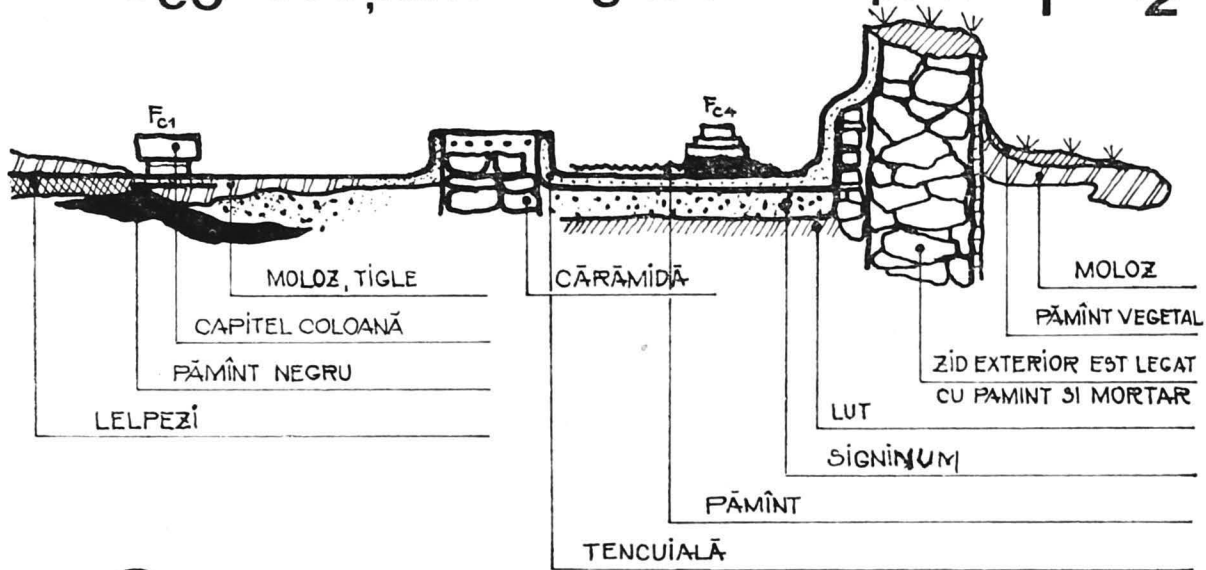 Fc1
Fc4
MOLOZ, TIGLE
CĂRĂMIDĂ
MOLOZ
CAPITEL COLOANĂ
PĂMÎNT VEGETAL
PĂMÎNT NEGRU
ZID EXTERIOR EST LEGAT
CU PAMINT SI MORTAR
LELPEZI
LUT
SIGNINUM
PĂMÎNT
TENCUIALĂ